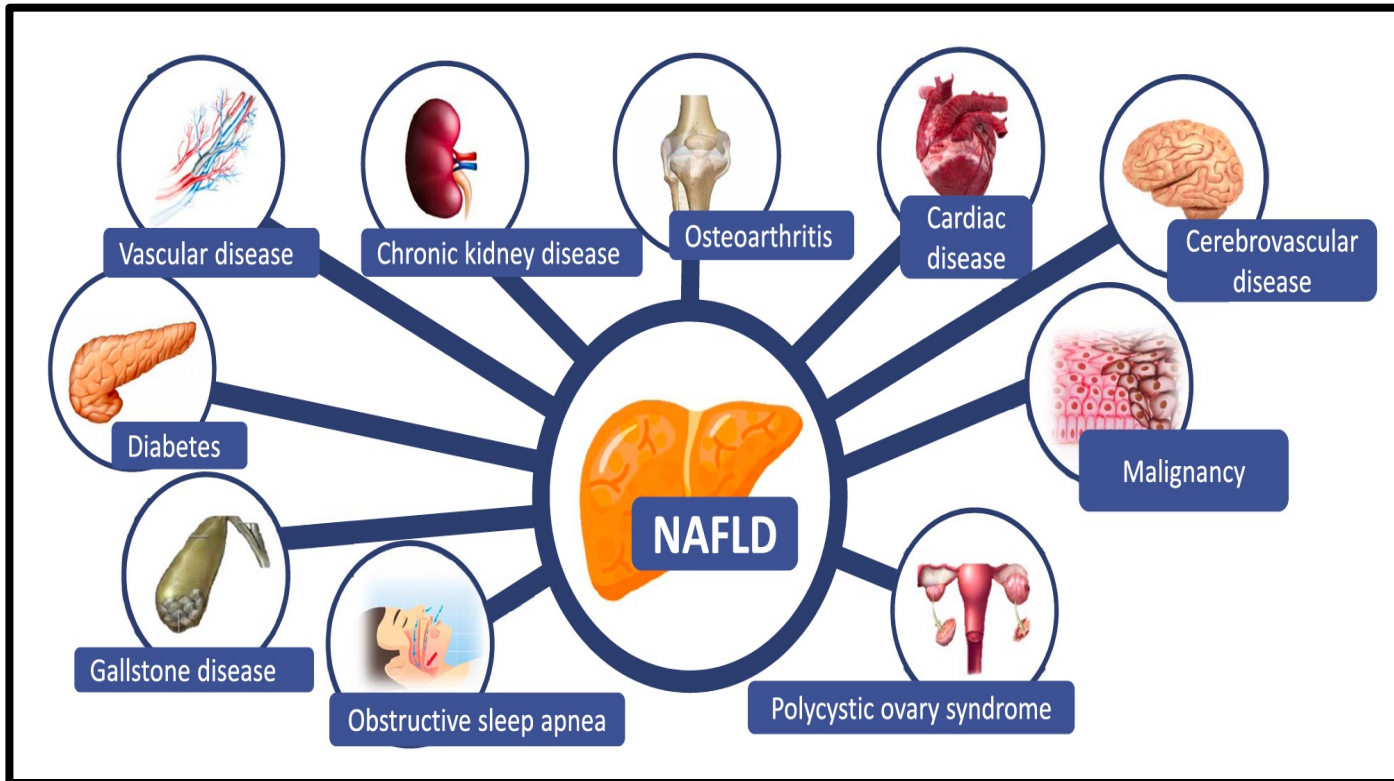 Vascular disease
Chronic kidney disease
Osteoarthritis
Cardiac
disease
Cerebrovascular
disease
Diabetes
Malignancy
NAFLD
Gallstone disease
Obstructive sleep apnea
Polycystic ovary syndrome